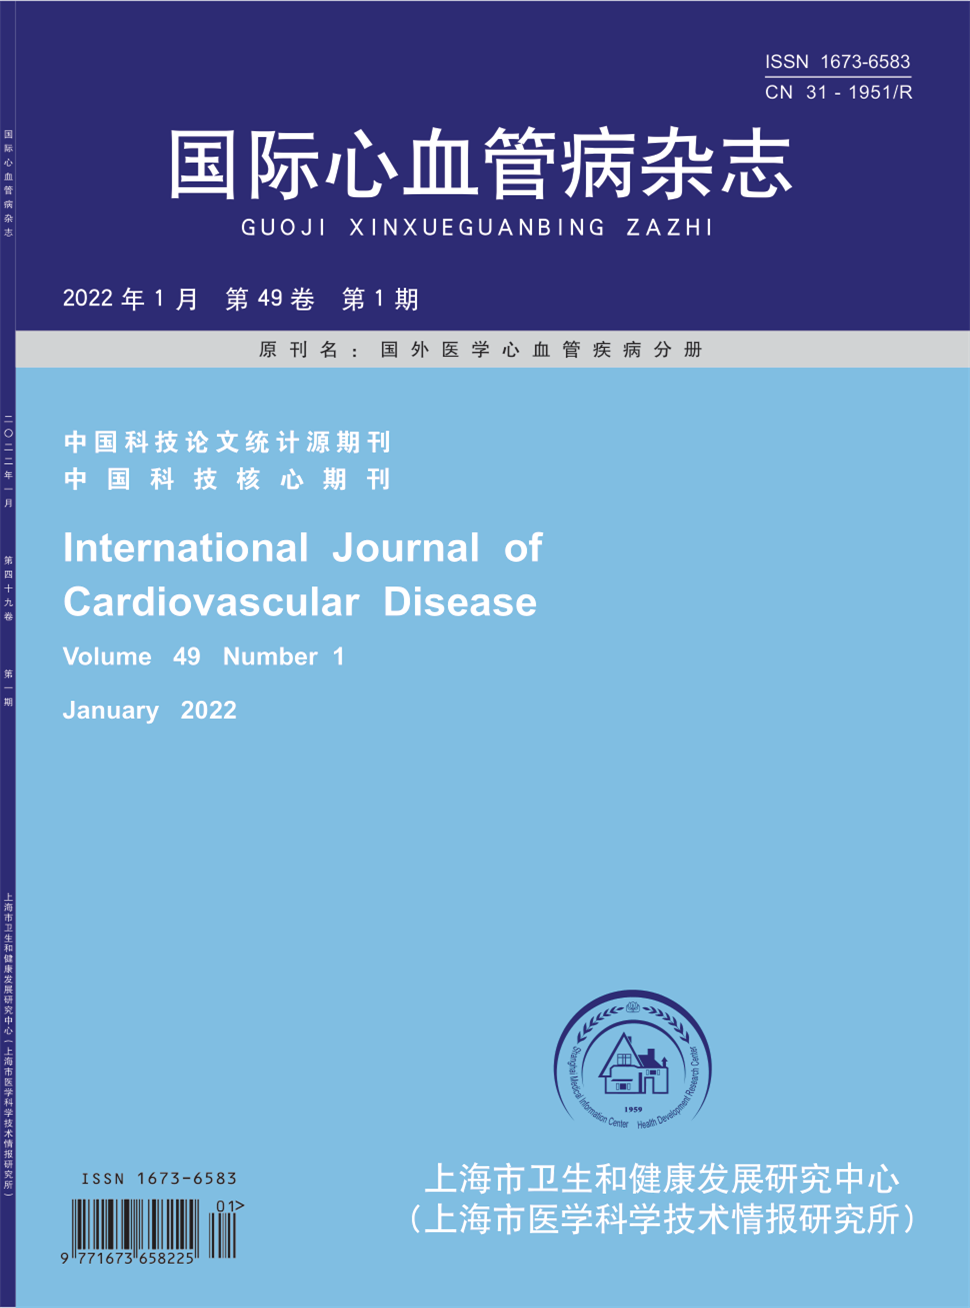 ISSN 1673-6583
CN 31 - 1951/R
国际心血管病杂志
GUOJI XINXUEGUANBING ZAZHI
2022 年 1 月 第 49 卷 第 1 期
原刊名：国外医学心血管疾病分册
中国科技论文统计源期刊
中国科技核心期刊
International Journal of
Cardiovascular Disease
Volume 49 Number 1
January 2022
Shanghai Medical Information Center Health Development Research Center
1959
上海市卫生和健康发展研究中心
（上海市医学科学技术情报研究所）
ISSN 1673-6583
01>
9 771673 658225
国际心血管病杂志
二〇二二年一月 第四十九卷 第一期
上海市卫生和健康发展研究中心（上海市医学科学技术情报研究所）